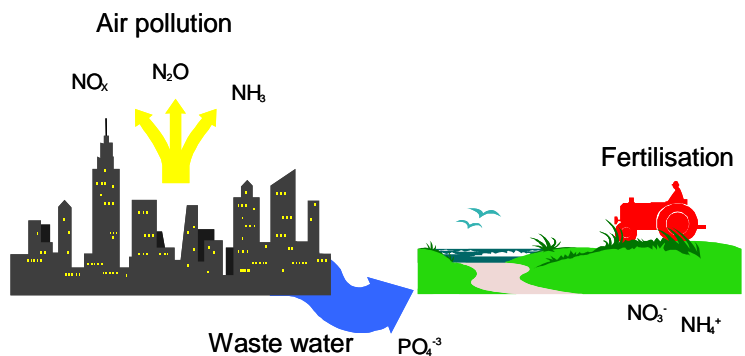 Air pollution
N₂O
NOₓ
NH₃
Fertilisation
NO₃⁻
NH₄⁺
Waste water
PO₄⁻³